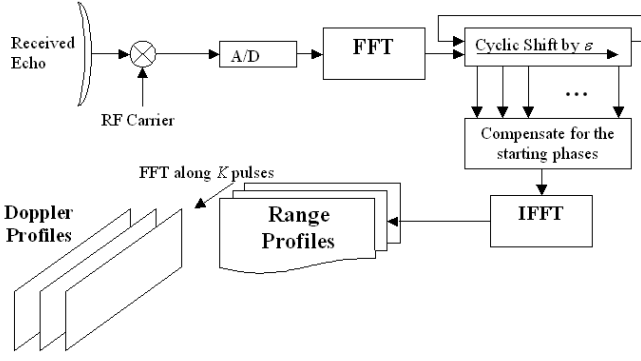 Received
Echo
RF Carrier
A/D
FFT
Cyclic Shift by ε
...
Compensate for the
starting phases
IFFT
Range
Profiles
FFT along K pulses
Doppler
Profiles